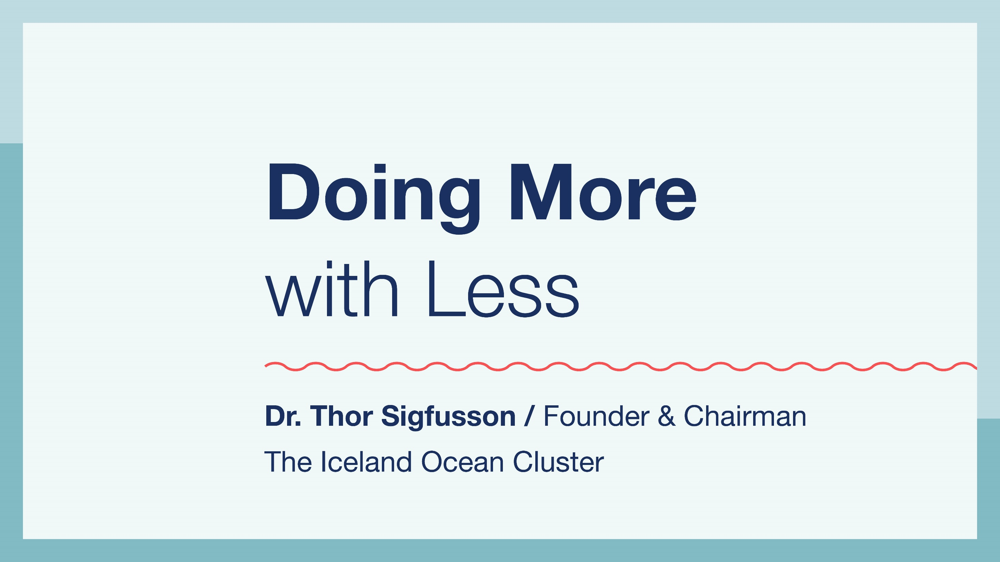 Doing More
with Less
Dr. Thor Sigfusson / Founder & Chairman
The Iceland Ocean Cluster